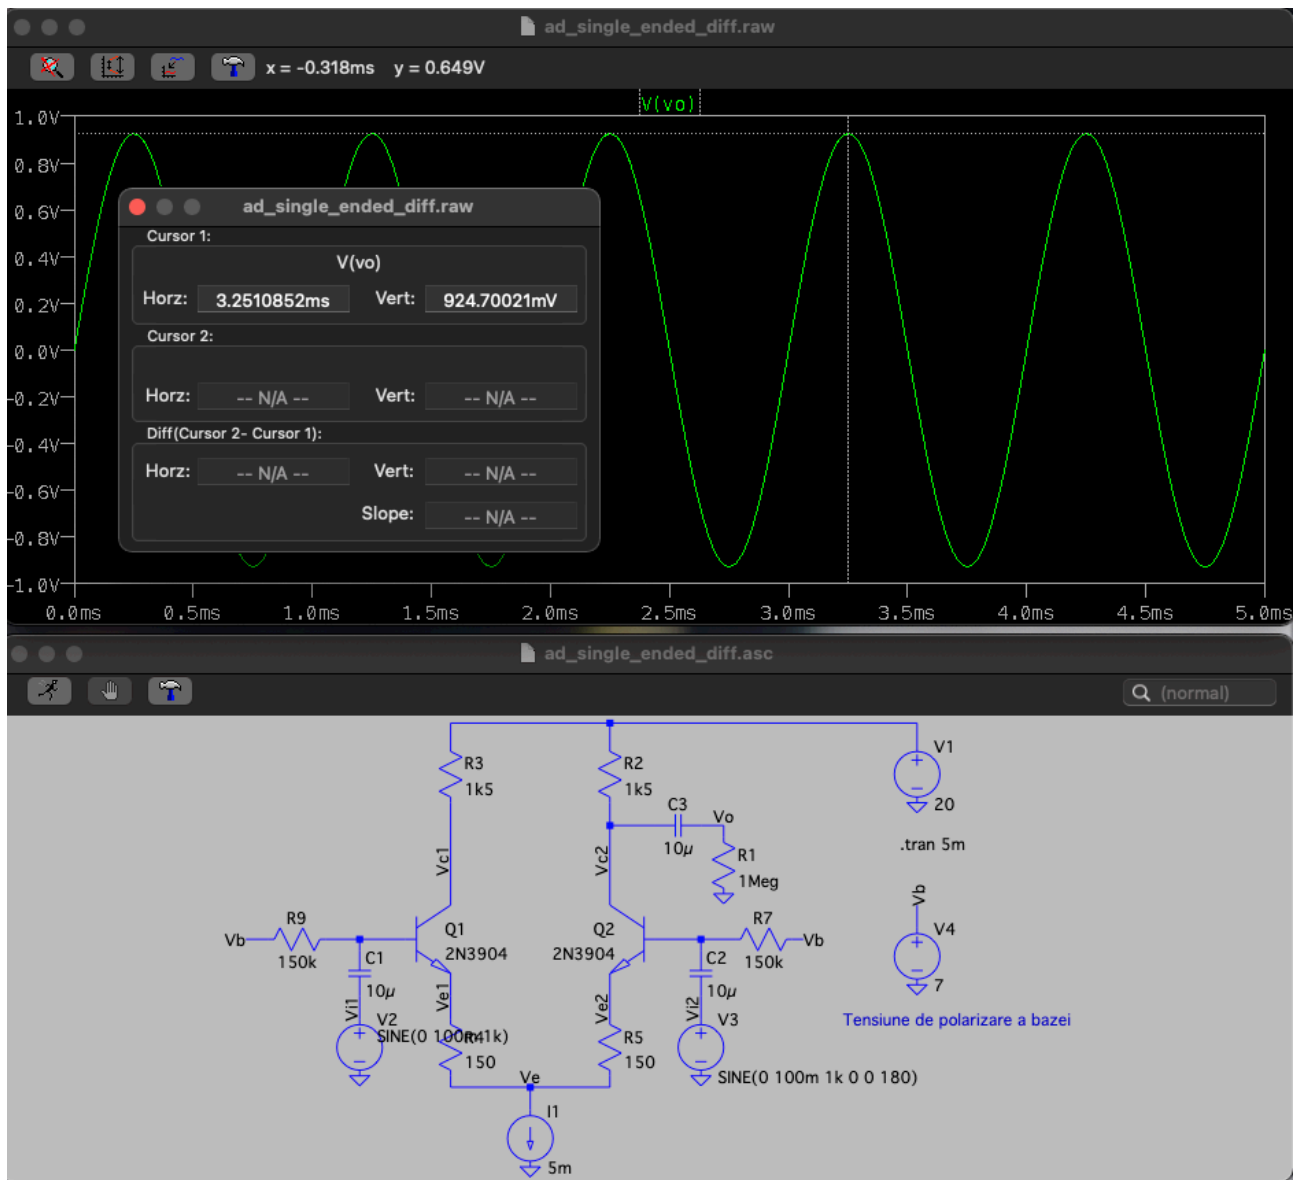 ad_single_ended_diff.raw
x = -0.318ms y = 0.649V
V(vo)
1.0V
0.8V
0.6V
0.4V
0.2V
0.0V
-0.2V
-0.4V
-0.6V
-0.8V
-1.0V
0.0ms 0.5ms 1.0ms 1.5ms 2.0ms 2.5ms 3.0ms 3.5ms 4.0ms 4.5ms 5.0ms
ad_single_ended_diff.raw
Cursor 1:
V(vo)
Horz: 3.2510852ms Vert: 924.70021mV
Cursor 2:
Horz: -- N/A -- Vert: -- N/A --
Diff(Cursor 2- Cursor 1):
Horz: -- N/A -- Vert: -- N/A --
Slope: -- N/A --
ad_single_ended_diff.asc
(normal)
R3
1k5
R2
1k5
V1
20
C3
10µ
Vo
R1
1Meg
.tran 5m
Vc1
Vc2
Vb
R9
150k
Q1
2N3904
Q2
2N3904
R7
150k
Vb
Vb
V4
7
C1
10µ
C2
10µ
Vi1
Ve1
Ve2
Vi2
V2
SINE(0 100m 1k)
R4
150
R5
150
V3
SINE(0 100m 1k 0 0 180)
Tensiune de polarizare a bazei
Ve
I1
5m